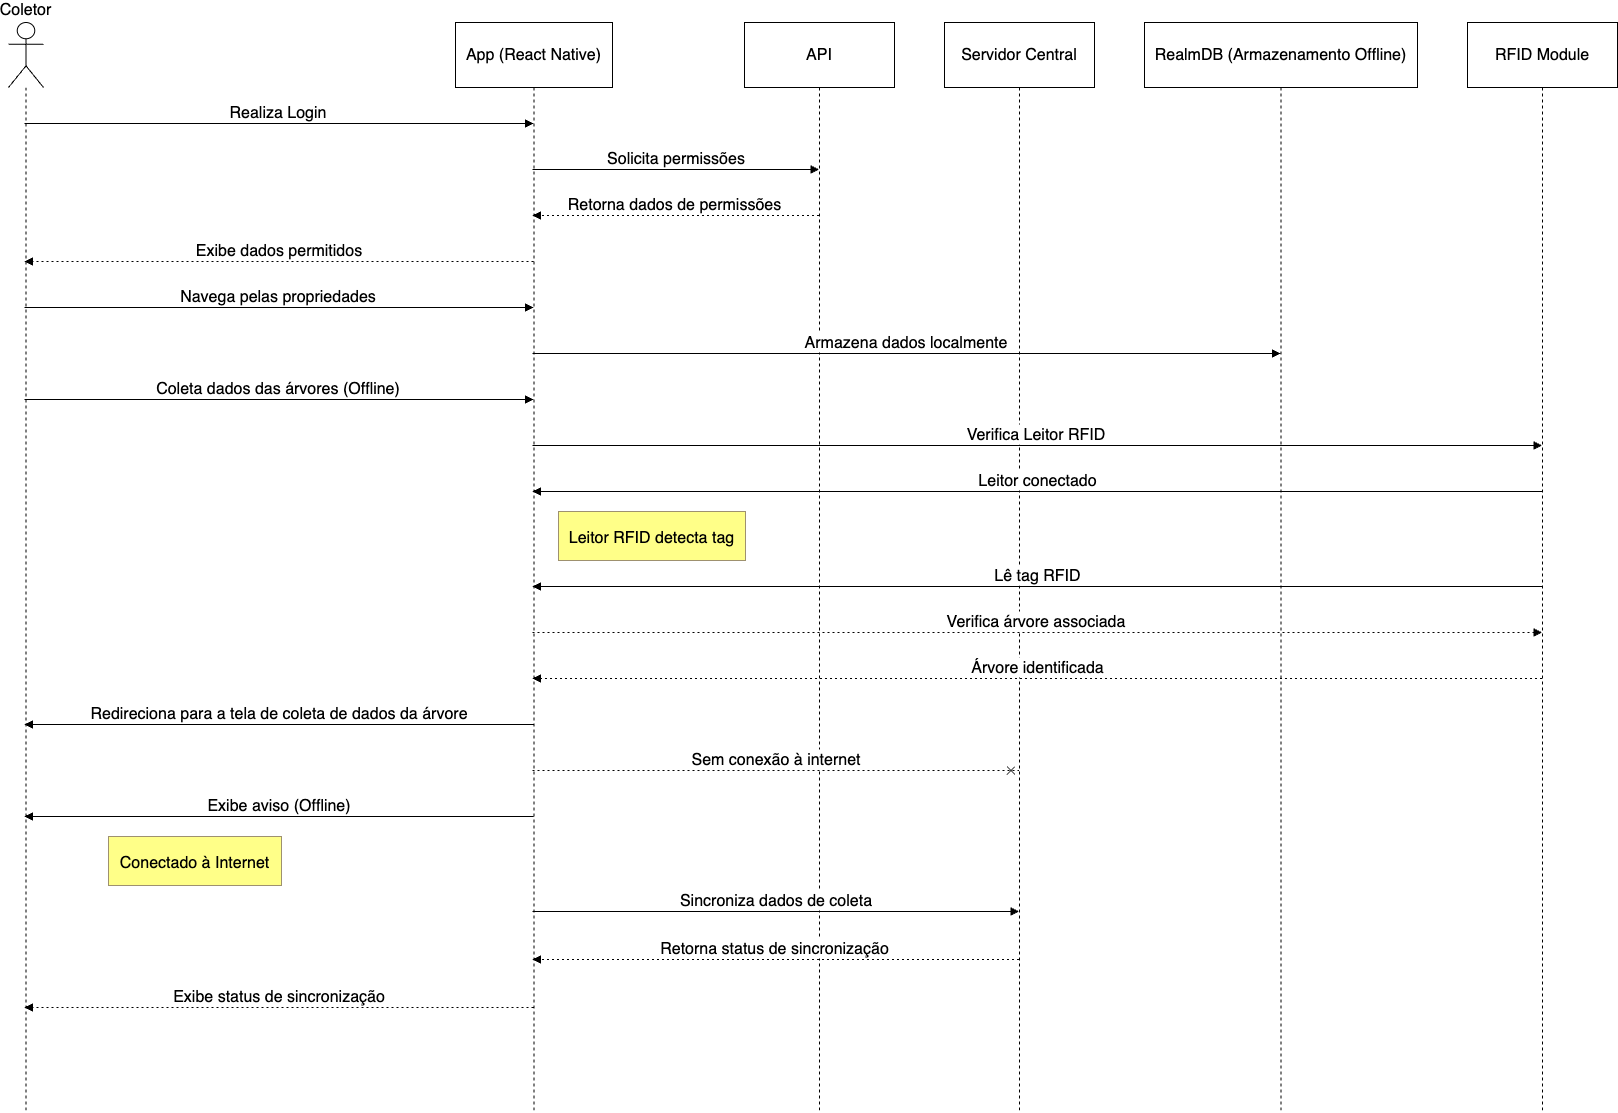 Coletor
App (React Native)
API
Servidor Central
RealmDB (Armazenamento Offline)
RFID Module
Realiza Login
Solicita permissões
Retorna dados de permissões
Exibe dados permitidos
Navega pelas propriedades
Armazena dados localmente
Coleta dados das árvores (Offline)
Verifica Leitor RFID
Leitor conectado
Leitor RFID detecta tag
Lê tag RFID
Verifica árvore associada
Árvore identificada
Redireciona para a tela de coleta de dados da árvore
Sem conexão à internet
Exibe aviso (Offline)
Conectado à Internet
Sincroniza dados de coleta
Retorna status de sincronização
Exibe status de sincronização